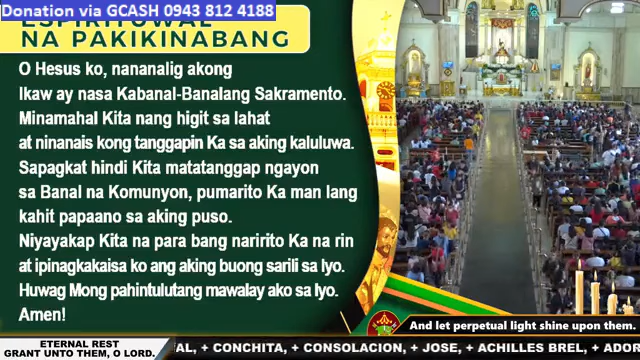 Donation via GCASH 0943 812 4188
ESPIRITUWAL
NA PAKIKINABANG
O Hesus ko, nananalig akong
Ikaw ay nasa Kabanal-Banalang Sakramento.
Minamahal Kita nang higit sa lahat
at ninanais kong tanggapin Ka sa aking kaluluwa.
Sapagkat hindi Kita matatanggap ngayon
sa Banal na Komunyon, pumarito Ka man lang
kahit papaano sa aking puso.
Niyayakap Kita na para bang naririto Ka na rin
at ipinagkakaisa ko ang aking buong sarili sa Iyo.
Huwag Mong pahintulutang mawalay ako sa Iyo.
Amen!
And let perpetual light shine upon them.
ETERNAL REST
GRANT UNTO THEM, O LORD.
AL, + CONCHITA, + CONSOLACION, + JOSE, + ACHILLES BREL, + ADOR